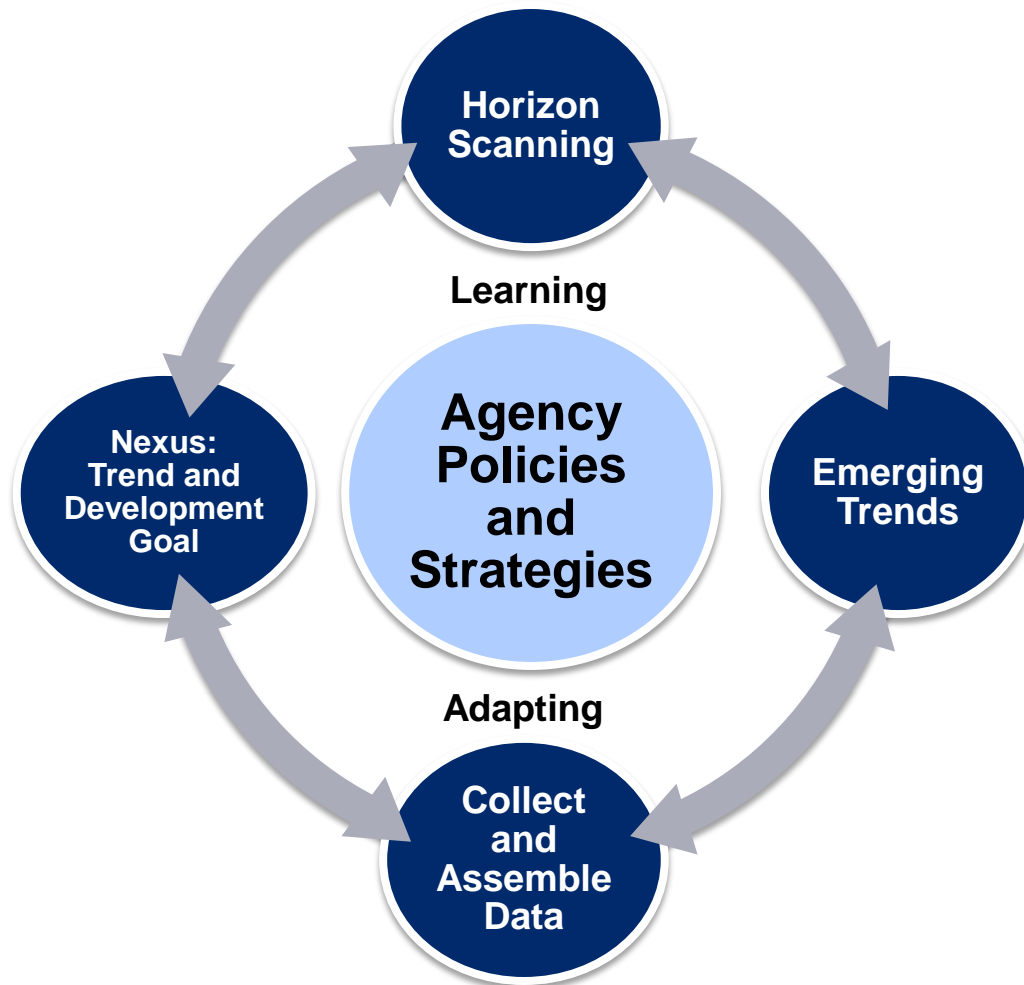 Horizon
Scanning
Learning
Agency
Policies
and
Strategies
Nexus:
Trend and
Development
Goal
Emerging
Trends
Adapting
Collect
and
Assemble
Data